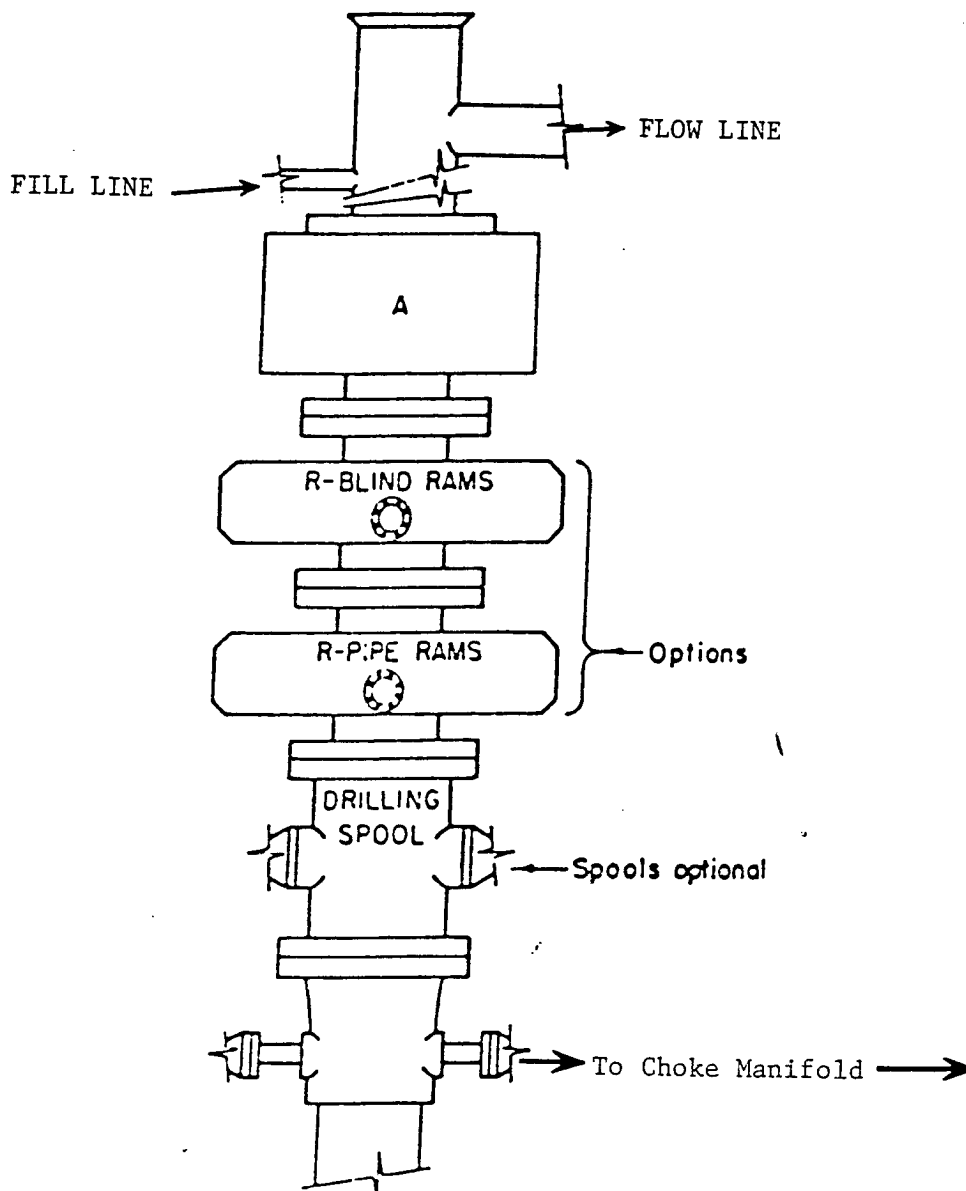 FLOW LINE
FILL LINE
A
R-BLIND RAMS
R-PIPE RAMS
Options
DRILLING
SPOOL
Spools optional
To Choke Manifold